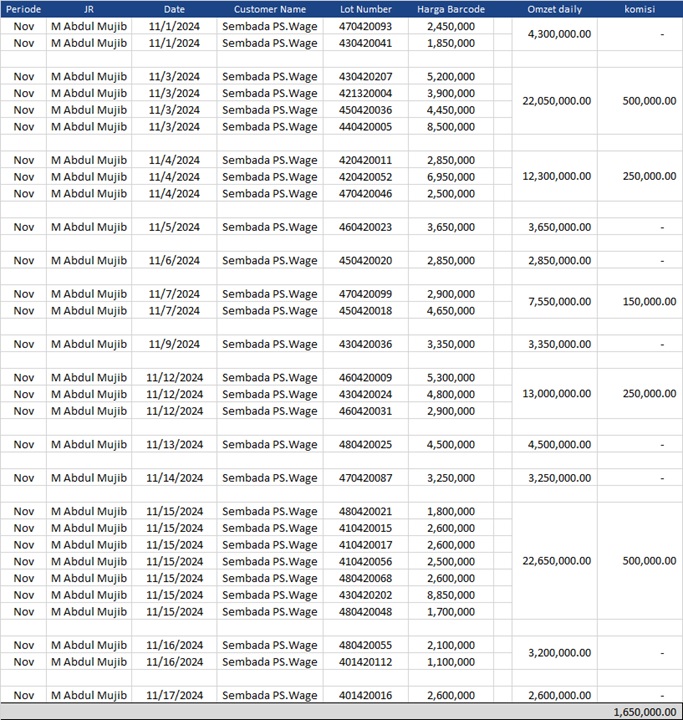 Periode JR Date Customer Name Lot Number Harga Barcode Omzet daily komisi
Nov M Abdul Mujib 11/1/2024 Sembada PS.Wage 470420093 2,450,000 4,300,000.00 -
Nov M Abdul Mujib 11/1/2024 Sembada PS.Wage 430420041 1,850,000
Nov M Abdul Mujib 11/3/2024 Sembada PS.Wage 430420207 5,200,000
Nov M Abdul Mujib 11/3/2024 Sembada PS.Wage 421320004 3,900,000 22,050,000.00 500,000.00
Nov M Abdul Mujib 11/3/2024 Sembada PS.Wage 450420036 4,450,000
Nov M Abdul Mujib 11/3/2024 Sembada PS.Wage 440420005 8,500,000
Nov M Abdul Mujib 11/4/2024 Sembada PS.Wage 420420011 2,850,000
Nov M Abdul Mujib 11/4/2024 Sembada PS.Wage 420420052 6,950,000 12,300,000.00 250,000.00
Nov M Abdul Mujib 11/4/2024 Sembada PS.Wage 470420046 2,500,000
Nov M Abdul Mujib 11/5/2024 Sembada PS.Wage 460420023 3,650,000 3,650,000.00 -
Nov M Abdul Mujib 11/6/2024 Sembada PS.Wage 450420020 2,850,000 2,850,000.00 -
Nov M Abdul Mujib 11/7/2024 Sembada PS.Wage 470420099 2,900,000 7,550,000.00 150,000.00
Nov M Abdul Mujib 11/7/2024 Sembada PS.Wage 450420018 4,650,000
Nov M Abdul Mujib 11/9/2024 Sembada PS.Wage 430420036 3,350,000 3,350,000.00 -
Nov M Abdul Mujib 11/12/2024 Sembada PS.Wage 460420009 5,300,000
Nov M Abdul Mujib 11/12/2024 Sembada PS.Wage 430420024 4,800,000 13,000,000.00 250,000.00
Nov M Abdul Mujib 11/12/2024 Sembada PS.Wage 460420031 2,900,000
Nov M Abdul Mujib 11/13/2024 Sembada PS.Wage 480420025 4,500,000 4,500,000.00 -
Nov M Abdul Mujib 11/14/2024 Sembada PS.Wage 470420087 3,250,000 3,250,000.00 -
Nov M Abdul Mujib 11/15/2024 Sembada PS.Wage 480420021 1,800,000
Nov M Abdul Mujib 11/15/2024 Sembada PS.Wage 410420015 2,600,000
Nov M Abdul Mujib 11/15/2024 Sembada PS.Wage 410420017 2,600,000
Nov M Abdul Mujib 11/15/2024 Sembada PS.Wage 410420056 2,500,000 22,650,000.00 500,000.00
Nov M Abdul Mujib 11/15/2024 Sembada PS.Wage 480420068 2,600,000
Nov M Abdul Mujib 11/15/2024 Sembada PS.Wage 430420202 8,850,000
Nov M Abdul Mujib 11/15/2024 Sembada PS.Wage 480420048 1,700,000
Nov M Abdul Mujib 11/16/2024 Sembada PS.Wage 480420055 2,100,000 3,200,000.00 -
Nov M Abdul Mujib 11/16/2024 Sembada PS.Wage 401420112 1,100,000
Nov M Abdul Mujib 11/17/2024 Sembada PS.Wage 401420016 2,600,000 2,600,000.00 -
1,650,000.00